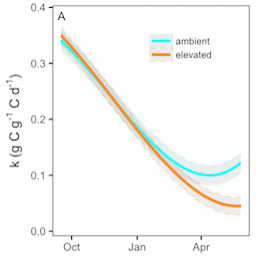 A
ambient
elevated
0.4
0.3
0.2
0.1
0.0
k (g C g⁻¹ C d⁻¹)
Oct Jan Apr